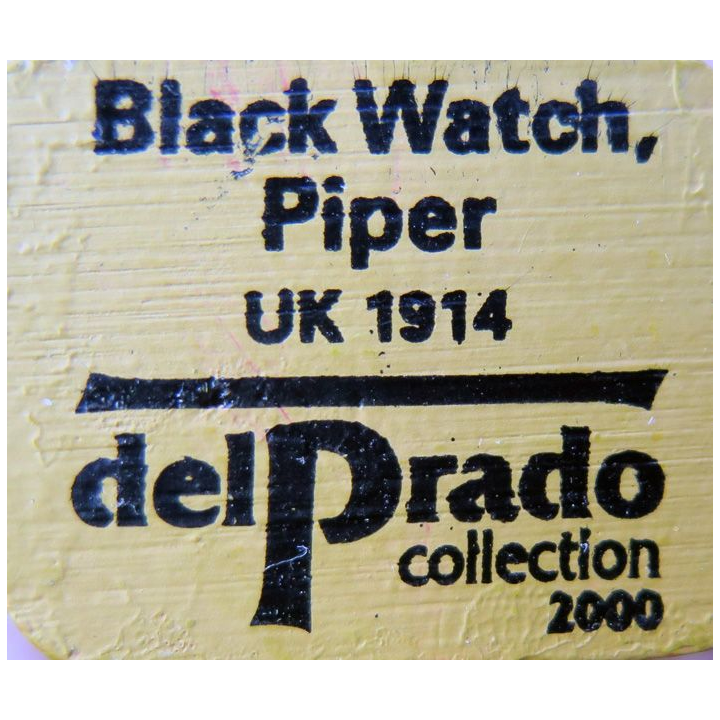 Black Watch,
Piper
UK 1914
delPrado
collection
2000